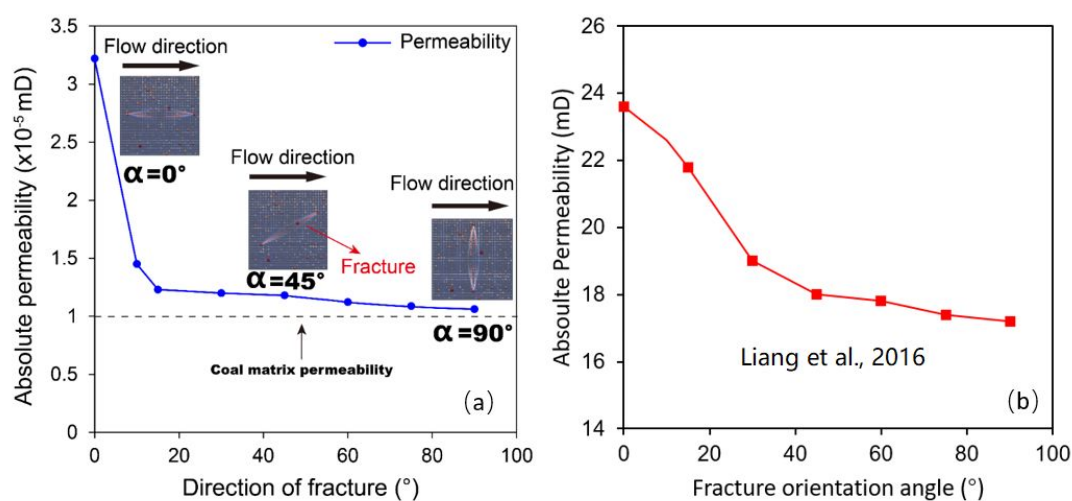 3.5
3
2.5
2
1.5
1
0.5
0
0
20
40
60
80
100
Absolute permeability (x10⁻⁵ mD)
Direction of fracture (°)
Permeability
Flow direction
α=0°
Flow direction
Fracture
α=45°
Flow direction
α=90°
Coal matrix permeability
(a)
26
24
22
20
18
16
14
0
20
40
60
80
100
Absoulte Permeability (mD)
Fracture orientation angle (°)
Liang et al., 2016
(b)